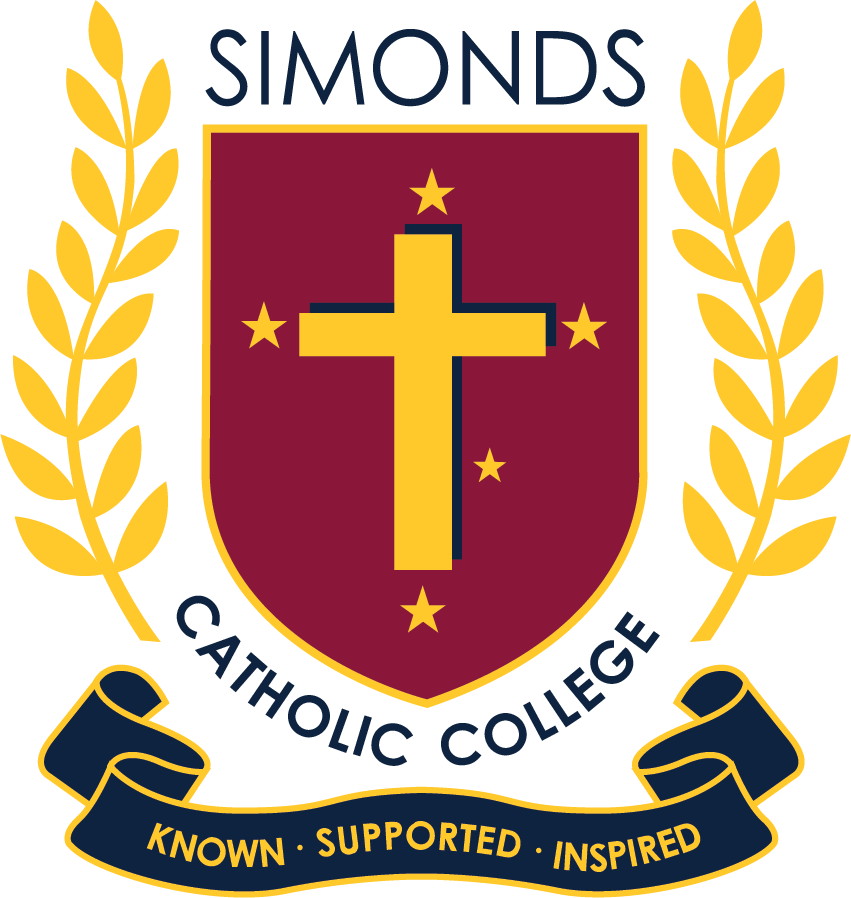 SIMONDS
CATHOLIC COLLEGE
KNOWN · SUPPORTED · INSPIRED